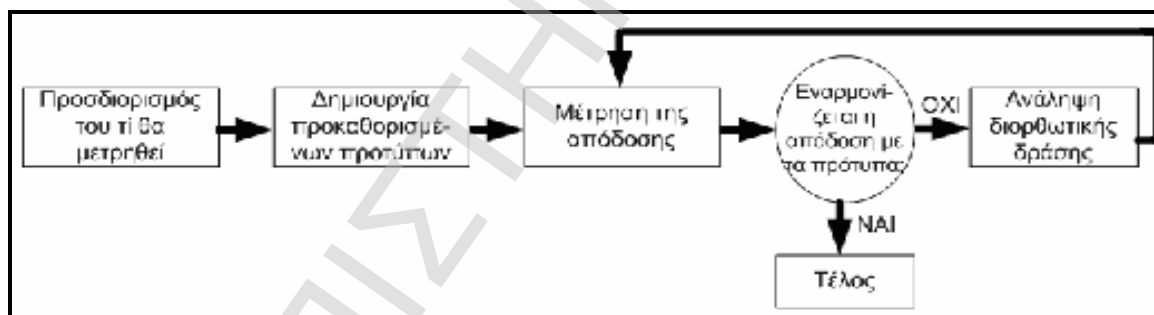 Προσδιορισμός
του τί θα
μετρηθεί
Δημιουργία
προκαθορισμέ-
νων προτύπων
Μέτρηση της
απόδοσης
Εναρμονί-
ζεται η
απόδοση με
τα πρότυπα;
ΟΧΙ
Ανάληψη
διορθωτικής
δράσης
ΝΑΙ
Τέλος